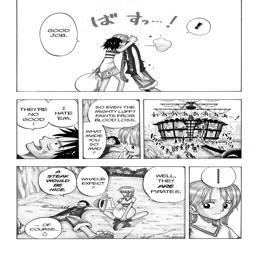 GOOD
JOB.
ばすっ…!
SO EVEN THE
MIGHTY LUFFY
FAINTS FROM
BLOOD LOSS.
WHAT
MADE
YOU SO
MAD?
I
HATE
'EM.
THEY'RE
NO
GOOD
WELL,
THEY
ARE
PIRATES.
WHADJA
EXPECT?
A
STEAK
WOULD BE
NICE.
... OF
COURSE...